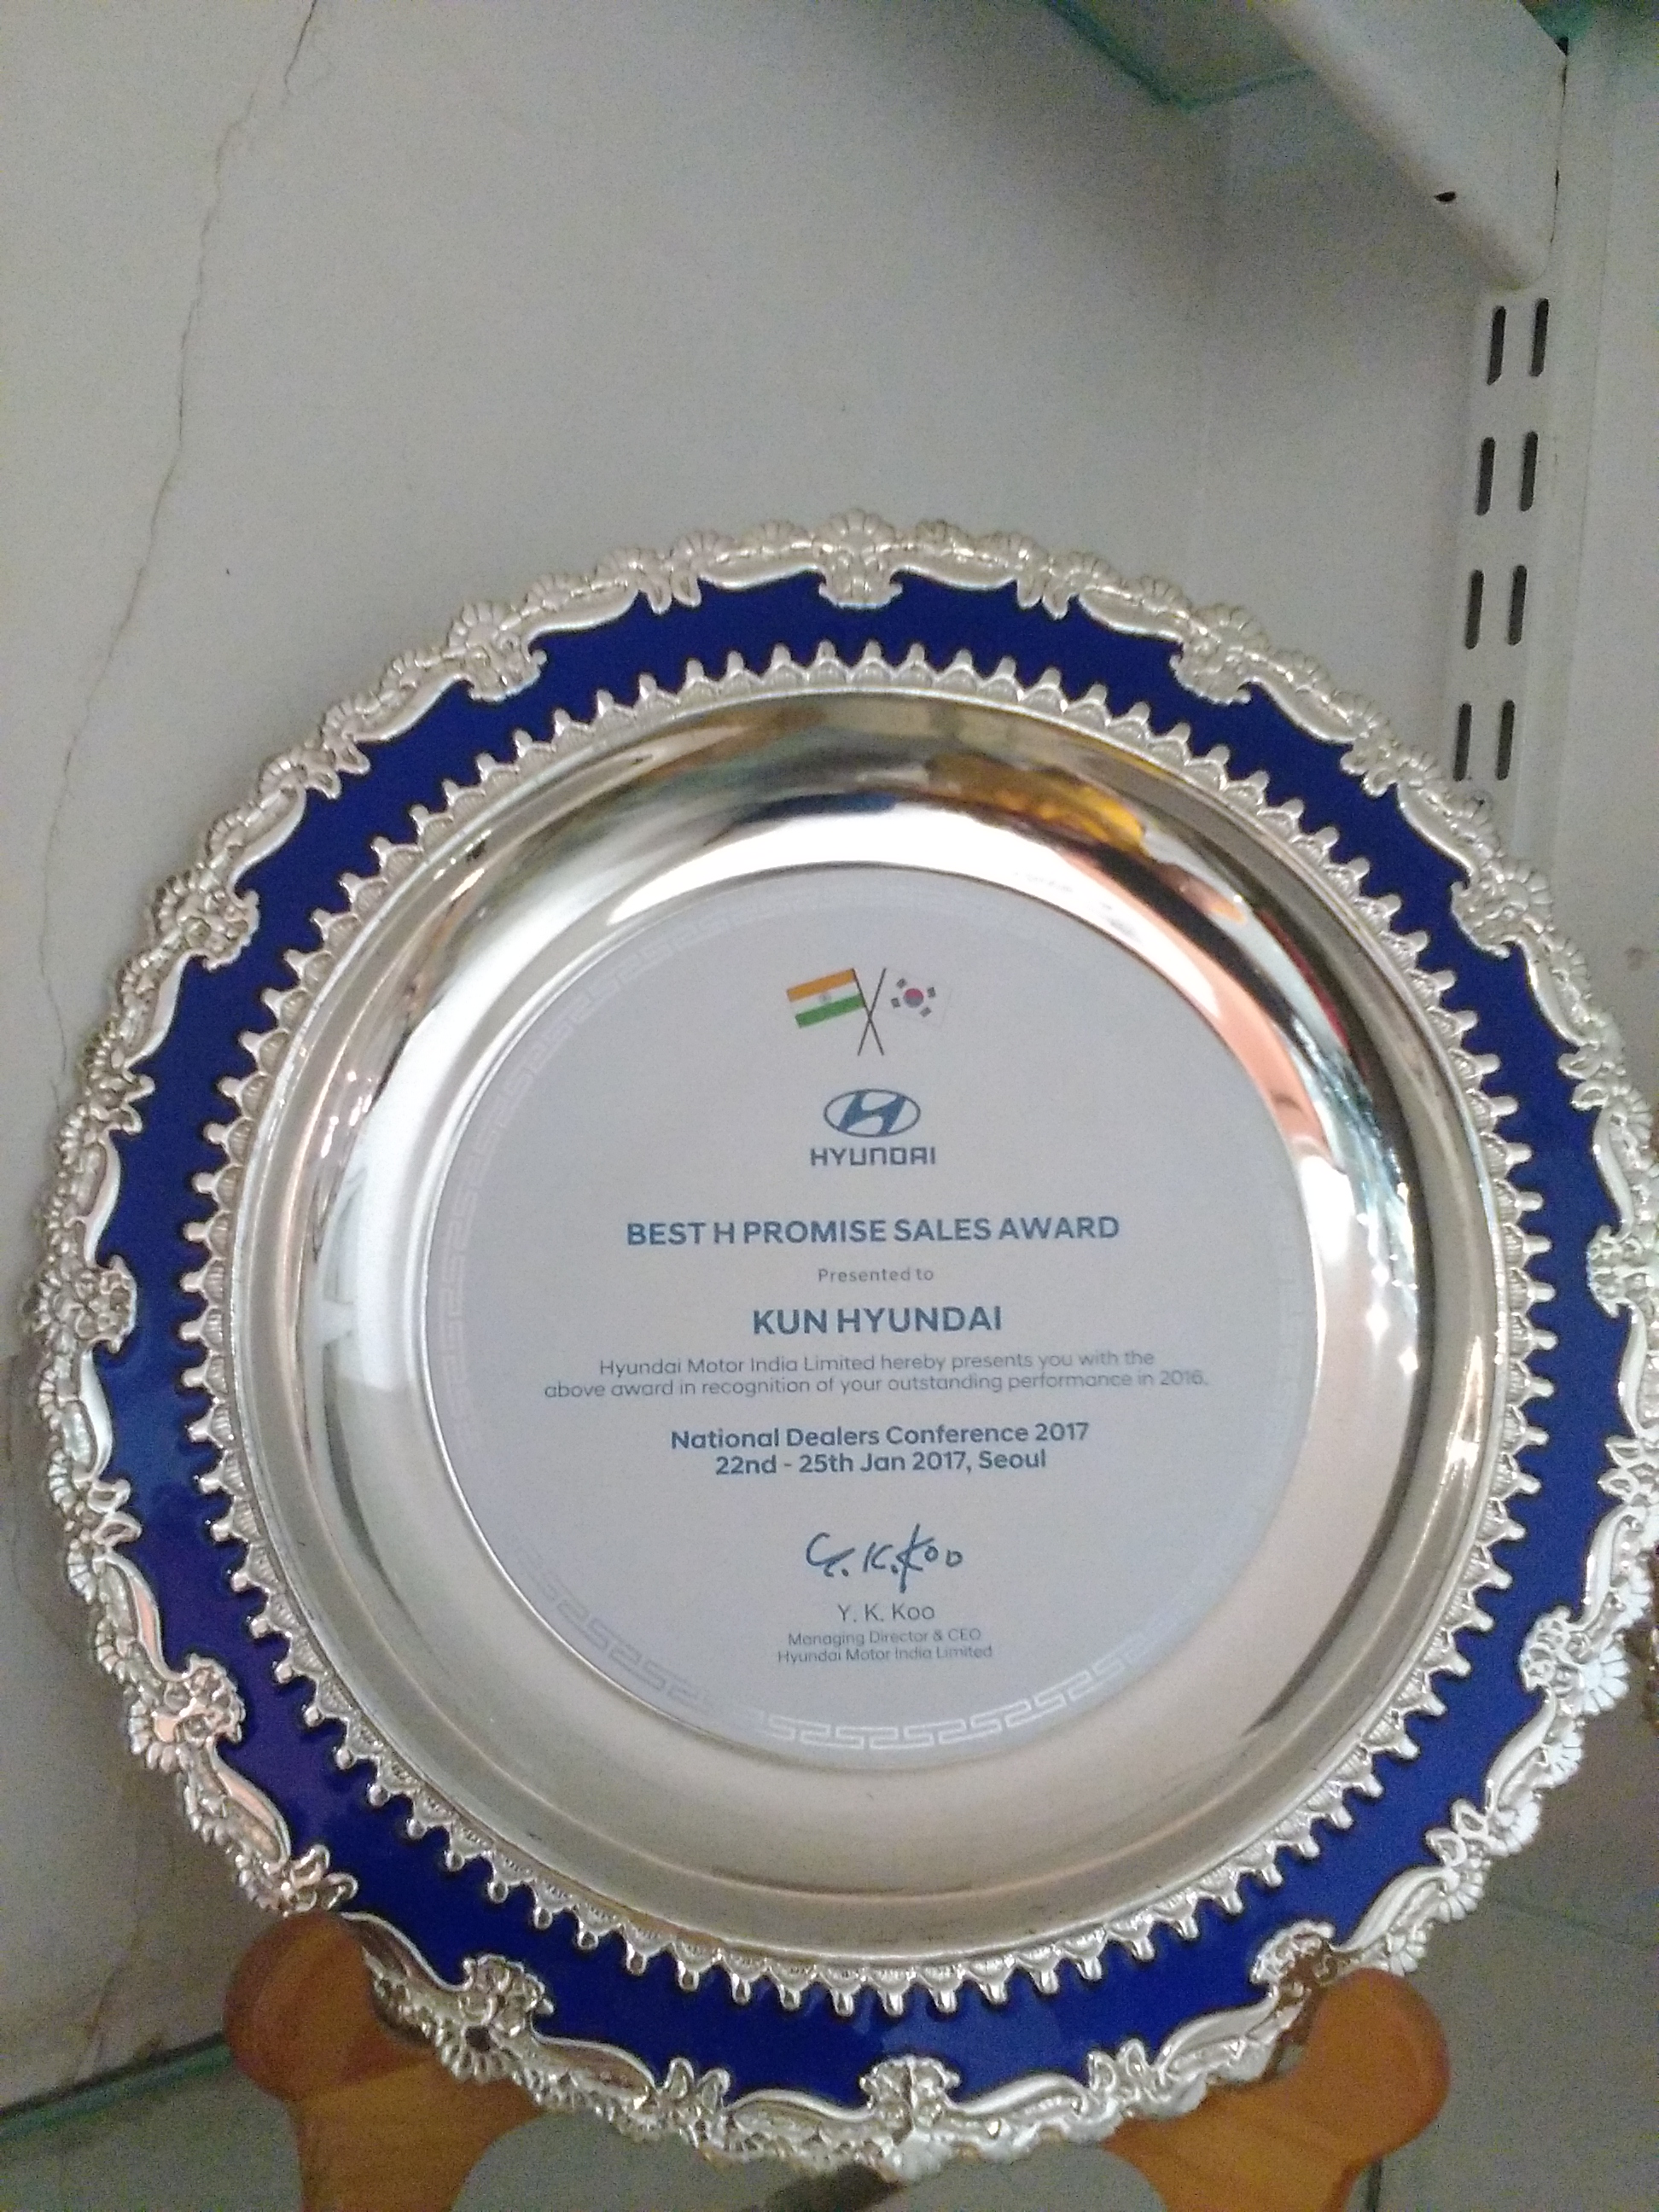 HYUNDAI
BEST H PROMISE SALES AWARD
Presented to
KUN HYUNDAI
Hyundai Motor India Limited hereby presents you with the
above award in recognition of your outstanding performance in 2016.
National Dealers Conference 2017
22nd - 25th Jan 2017, Seoul
Y. K. Koo
Y. K. Koo
Managing Director & CEO
Hyundai Motor India Limited